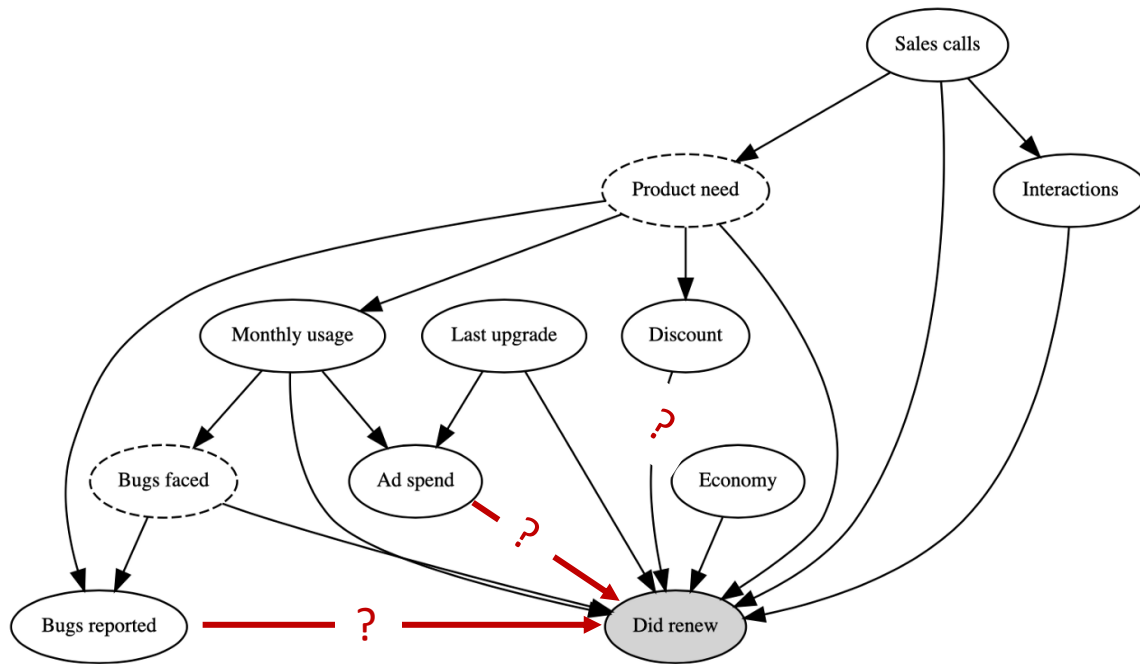 Sales calls
Product need
Interactions
Monthly usage
Last upgrade
Discount
?
Bugs faced
Ad spend
Economy
?
Bugs reported
?
Did renew